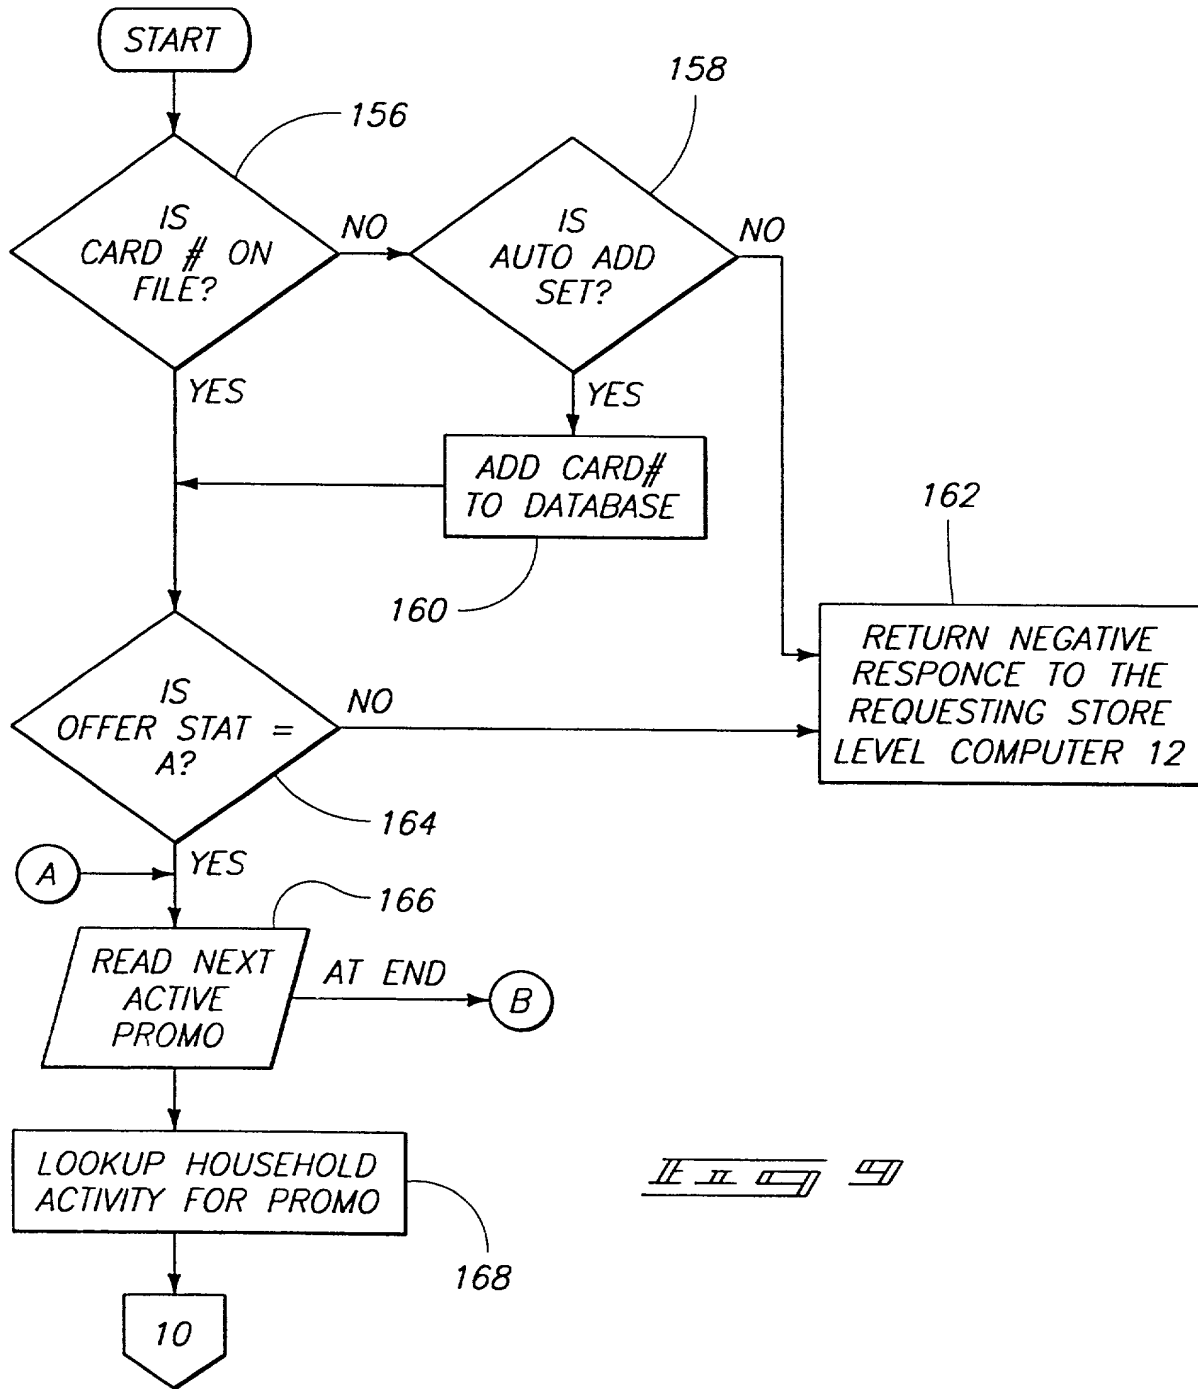 START
156
158
IS
CARD # ON
FILE?
NO
IS
AUTO ADD
SET?
NO
YES
YES
ADD CARD#
TO DATABASE
160
162
RETURN NEGATIVE
RESPONCE TO THE
REQUESTING STORE
LEVEL COMPUTER 12
IS
OFFER STAT =
A?
NO
164
YES
A
166
READ NEXT
ACTIVE
PROMO
AT END
B
LOOKUP HOUSEHOLD
ACTIVITY FOR PROMO
168
10
Fig 9